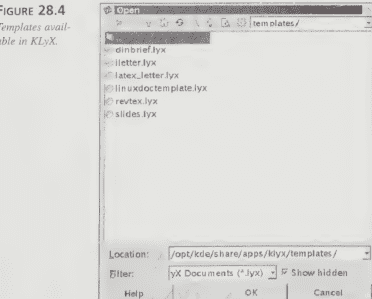 FIGURE 28.4
Templates avail-
able in KLyX.
Open
templates/
..
dinbrief.lyx
iletter.lyx
latex_letter.lyx
linuxdoctemplate.lyx
revtex.lyx
slides.lyx
Location: /opt/kde/share/apps/klyx/templates/
Filter: yX Documents (*.lyx) Show hidden
Help OK Cancel